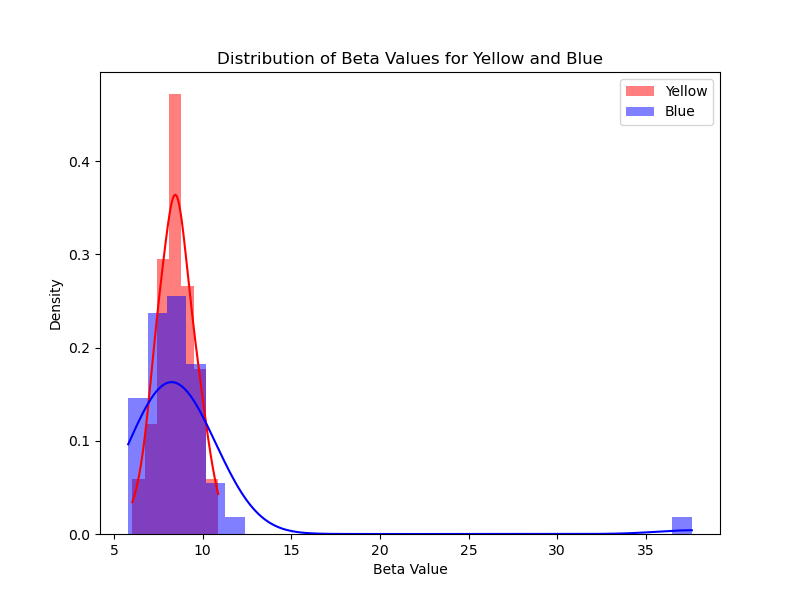 Distribution of Beta Values for Yellow and Blue
Yellow
Blue
0.4
0.3
0.2
0.1
0.0
Density
5 10 15 20 25 30 35
Beta Value